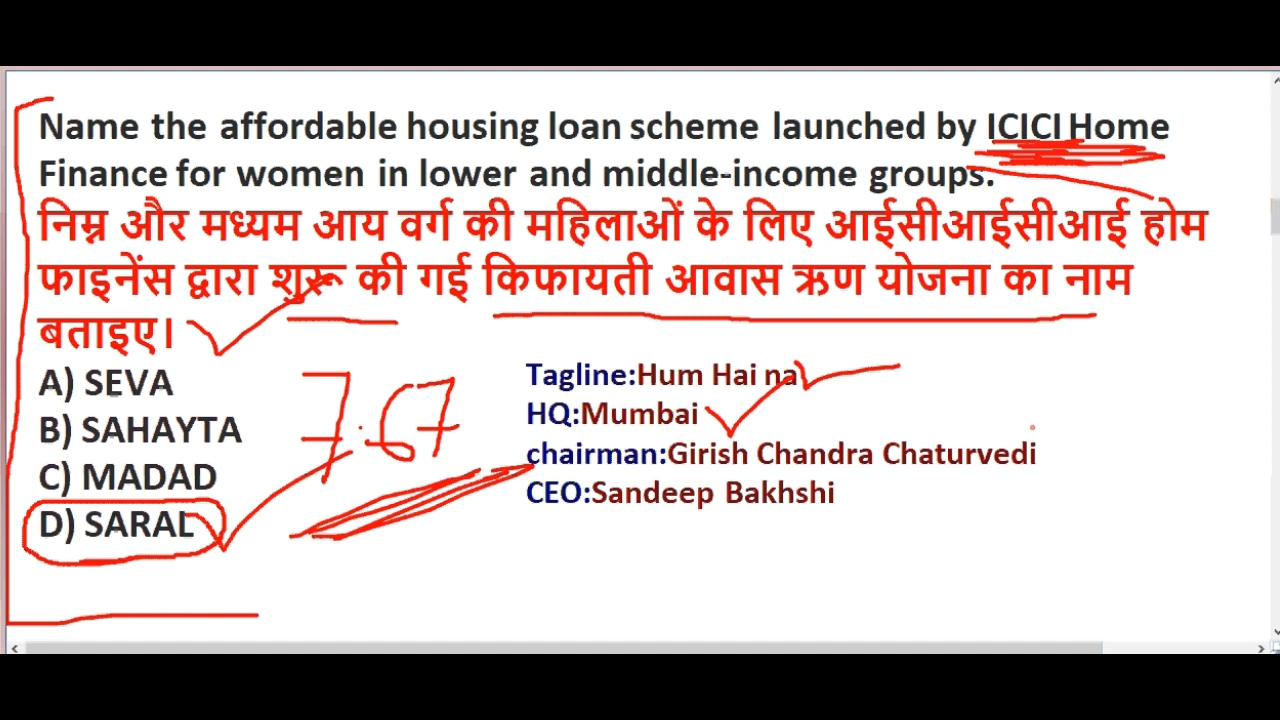 Name the affordable housing loan scheme launched by ICICI Home
Finance for women in lower and middle-income groups.
निम्न और मध्यम आय वर्ग की महिलाओं के लिए आईसीआईसीआई होम
फाइनेंस द्वारा शुरू की गई किफायती आवास ऋण योजना का नाम
बताइए।
A) SEVA
B) SAHAYTA
C) MADAD
D) SARAL
7.67
Tagline:Hum Hai na
HQ:Mumbai
chairman:Girish Chandra Chaturvedi
CEO:Sandeep Bakhshi